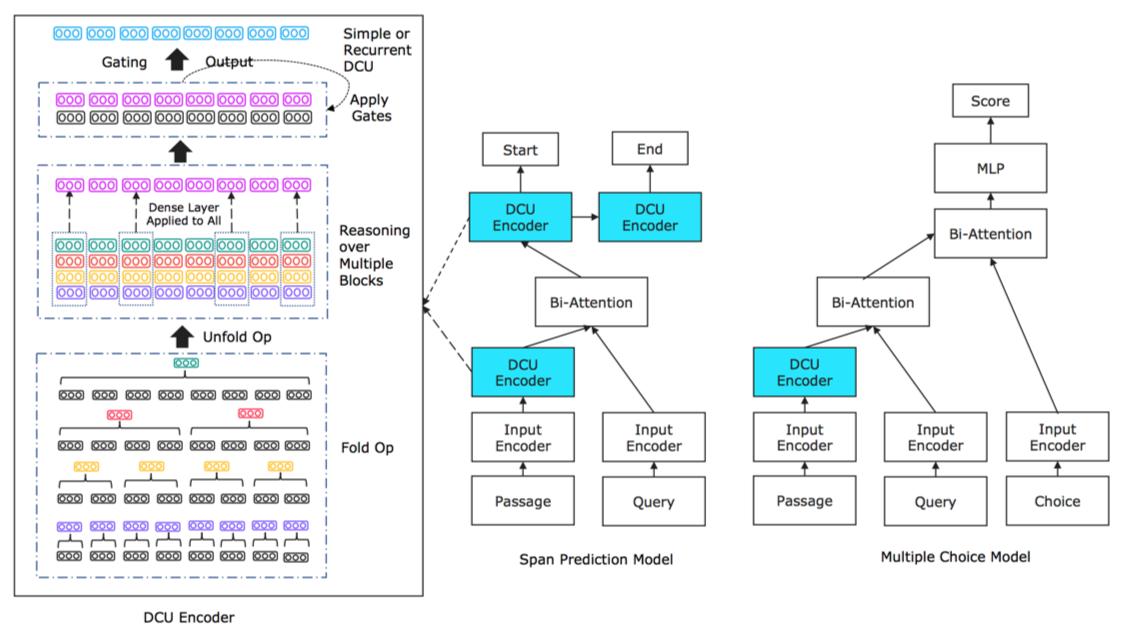 Simple or
Recurrent
DCU
Gating
Output
Apply
Gates
Dense Layer
Applied to All
Reasoning
over
Multiple
Blocks
Unfold Op
Fold Op
DCU Encoder
Start
End
DCU
Encoder
DCU
Encoder
Bi-Attention
DCU
Encoder
Input
Encoder
Input
Encoder
Passage
Query
Span Prediction Model
Score
MLP
Bi-Attention
Bi-Attention
DCU
Encoder
Input
Encoder
Input
Encoder
Input
Encoder
Passage
Query
Choice
Multiple Choice Model